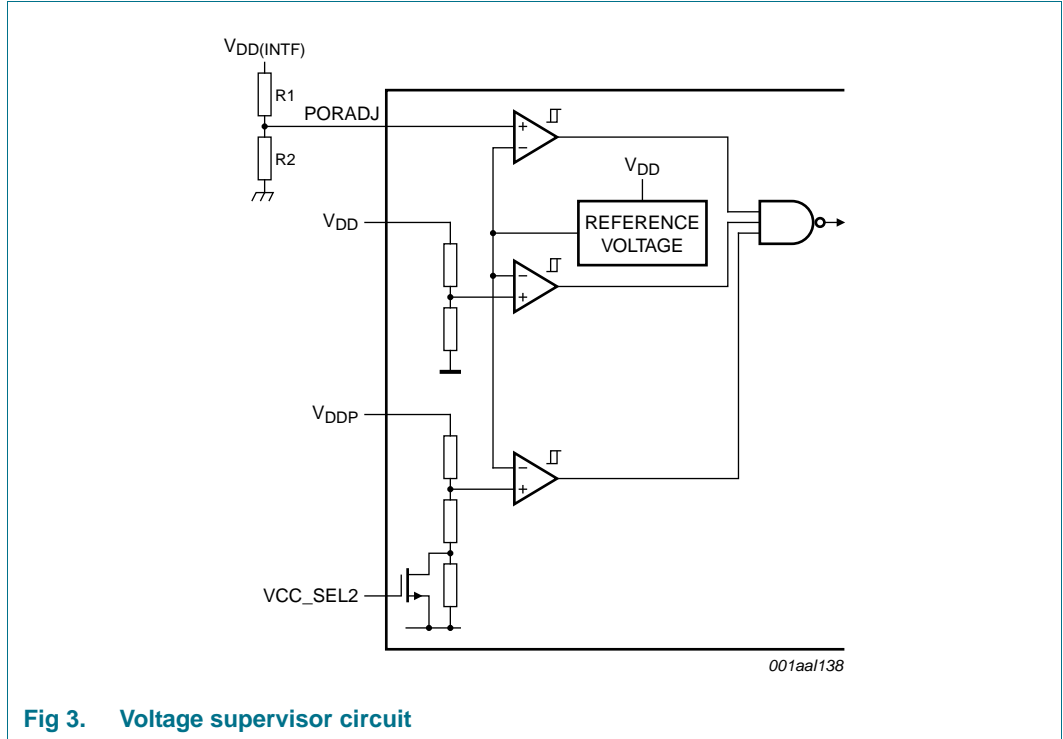 VDD(INTF)
R1
PORADJ
+
−
R2
VDD
VDD
REFERENCE
VOLTAGE
−
+
VDDP
−
+
VCC_SEL2
001aal138
Fig 3. Voltage supervisor circuit